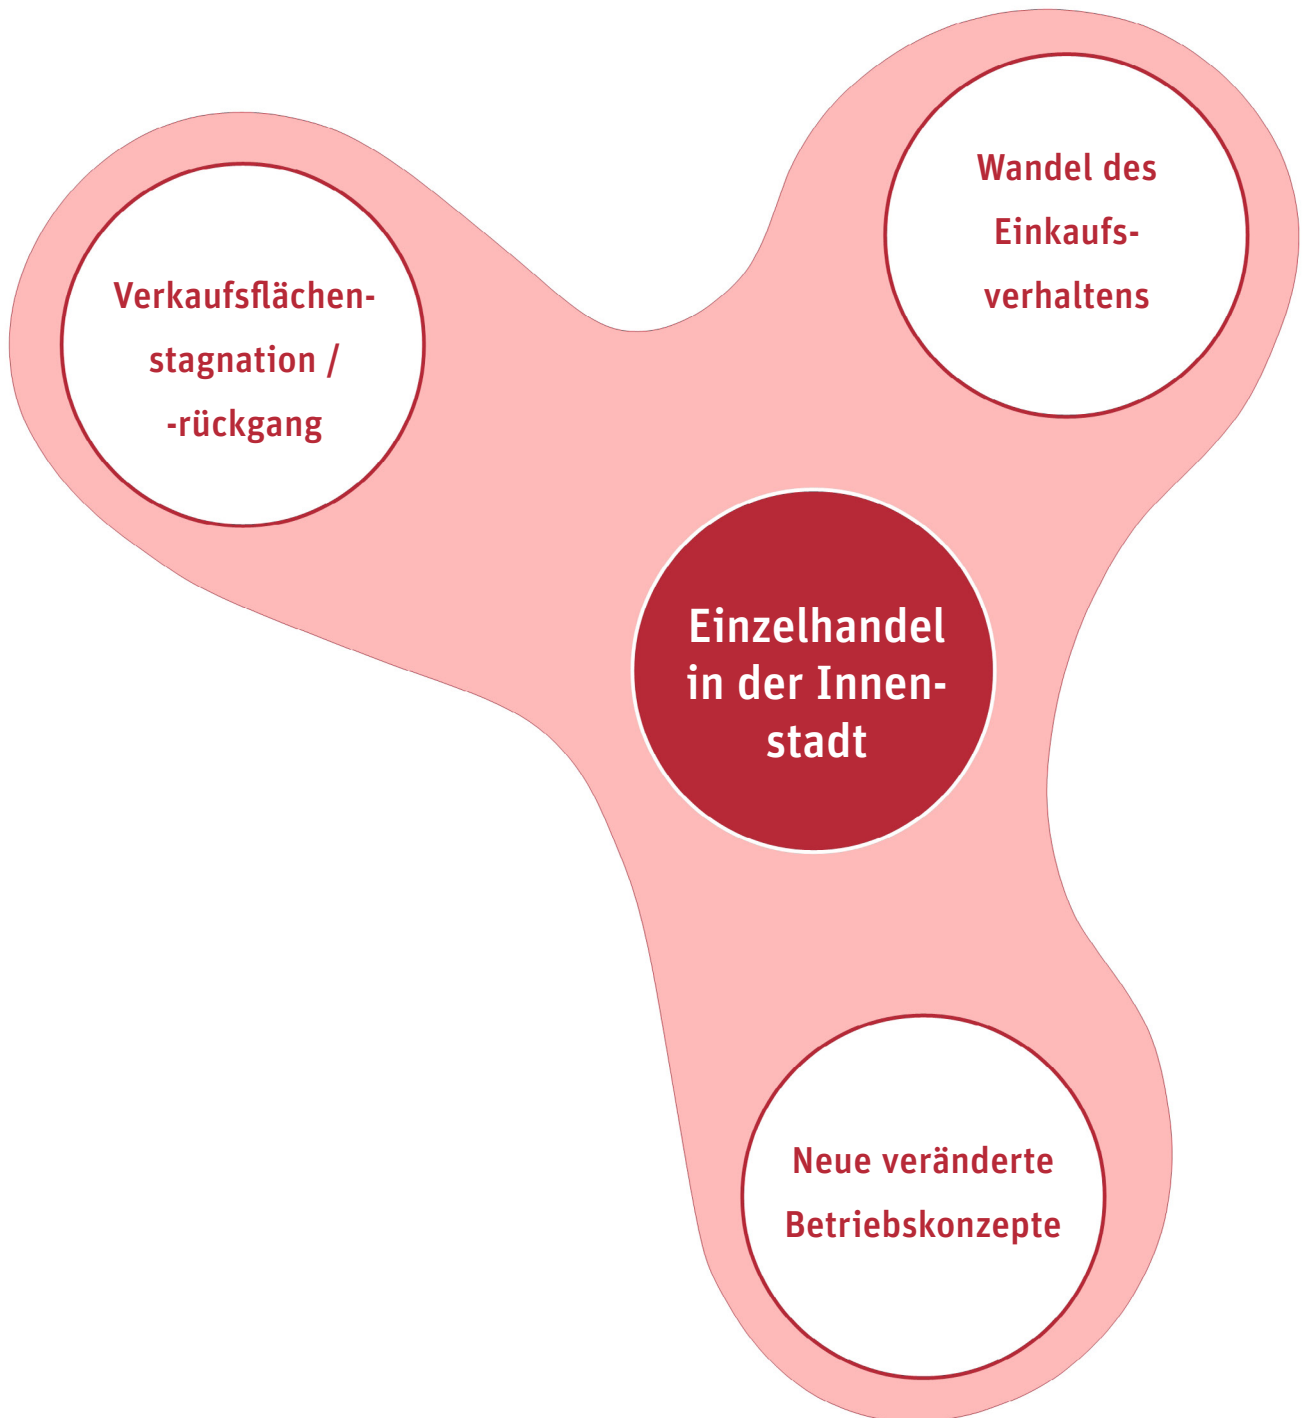 Wandel des
Einkaufs-
verhaltens
Verkaufsflächen-
stagnation /
-rückgang
Einzelhandel
in der Innen-
stadt
Neue veränderte
Betriebskonzepte